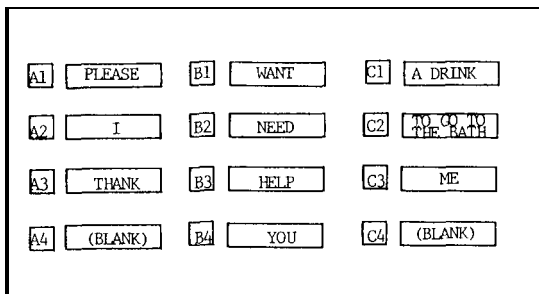 A1 PLEASE B1 WANT C1 A DRINK
A2 I B2 NEED C2 TO GO TO
THE BATH
A3 THANK B3 HELP C3 ME
A4 (BLANK) B4 YOU C4 (BLANK)